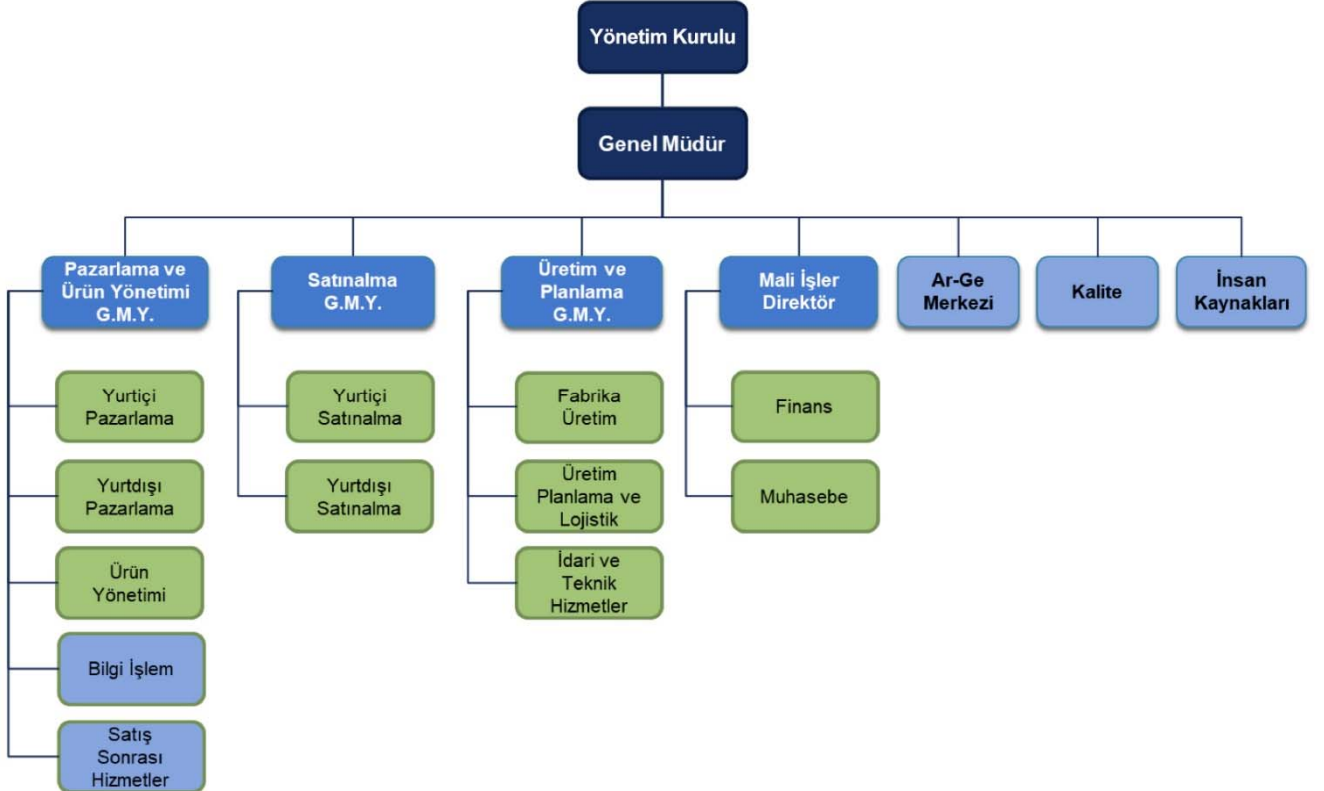 Yönetim Kurulu
Genel Müdür
Pazarlama ve
Ürün Yönetimi
G.M.Y.
Satınalma
G.M.Y.
Üretim ve
Planlama
G.M.Y.
Mali İşler
Direktör
Ar-Ge
Merkezi
Kalite
İnsan
Kaynakları
Yurtiçi
Pazarlama
Yurtdışı
Pazarlama
Ürün
Yönetimi
Bilgi İşlem
Satış
Sonrası
Hizmetler
Yurtiçi
Satınalma
Yurtdışı
Satınalma
Fabrika
Üretim
Üretim
Planlama ve
Lojistik
İdari ve
Teknik
Hizmetler
Finans
Muhasebe